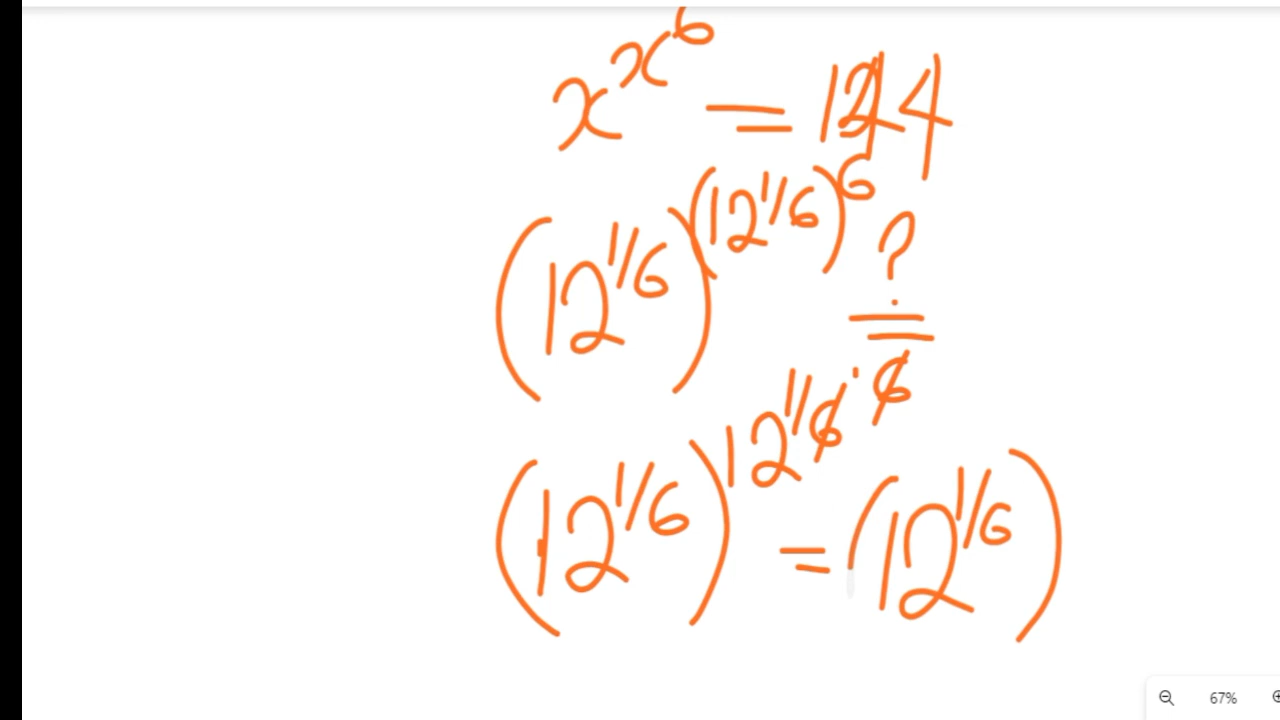 x^{x^6} = 144
(12^{1/6})^{(12^{1/6})^6} ? =
(12^{1/6})^{12^{1/6 · 6}} = (12^{1/6})
67%